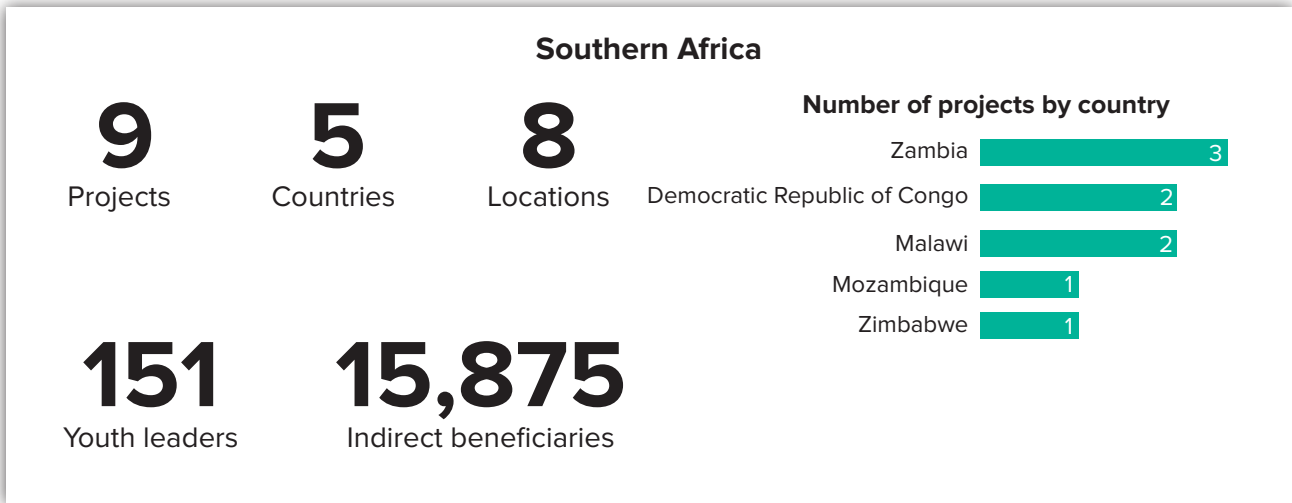 Southern Africa
9
Projects
5
Countries
8
Locations
151
Youth leaders
15,875
Indirect beneficiaries
Number of projects by country
Zambia 3
Democratic Republic of Congo 2
Malawi 2
Mozambique 1
Zimbabwe 1